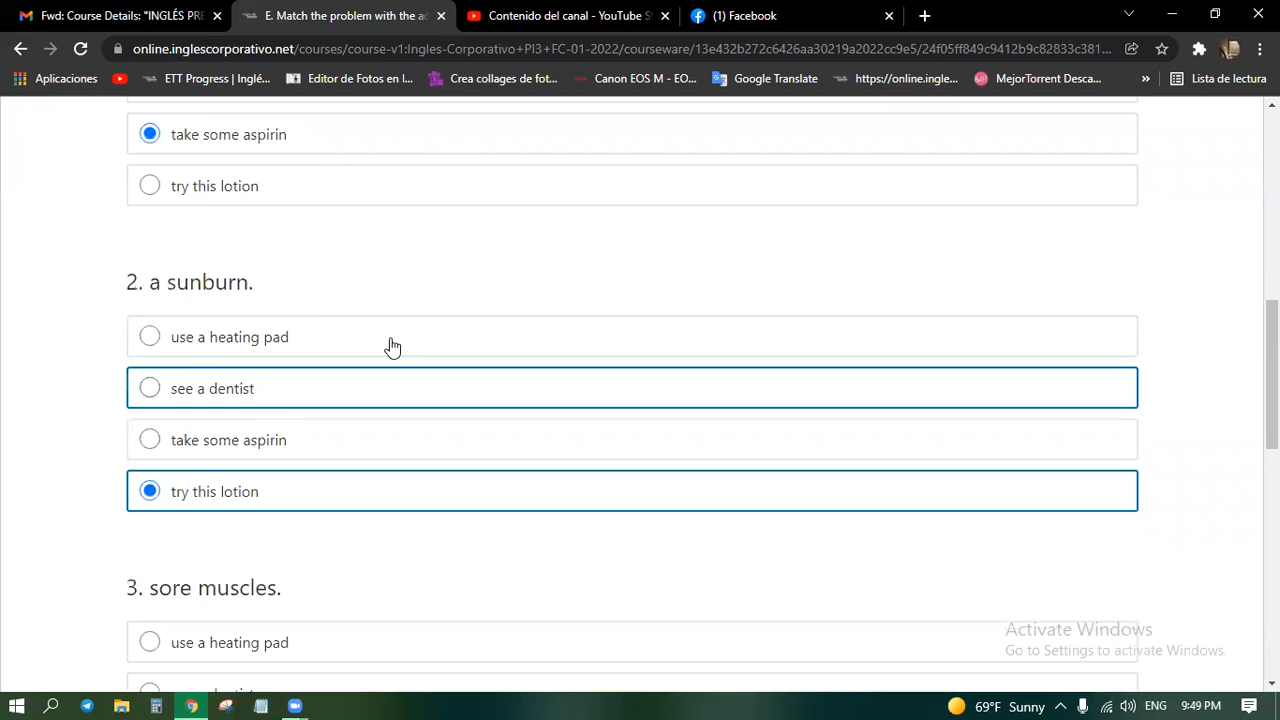 Fwd: Course Details: "INGLÉS PRE
E. Match the problem with the ac
Contenido del canal - YouTube S
(1) Facebook
online.inglescorporativo.net/courses/course-v1:Ingles-Corporativo+PI3+FC-01-2022/courseware/13e432b272c6426aa30219a2022cc9e5/24f05ff849c9412b9c82833c381...
Aplicaciones
ETT Progress | Inglé...
Editor de Fotos en l...
Crea collages de fot...
Canon EOS M - EO...
Google Translate
https://online.ingle...
MejorTorrent Desca...
»
Lista de lectura
take some aspirin
try this lotion
2. a sunburn.
use a heating pad
see a dentist
take some aspirin
try this lotion
3. sore muscles.
use a heating pad
Activate Windows
Go to Settings to activate Windows.
69°F Sunny
ENG
9:49 PM